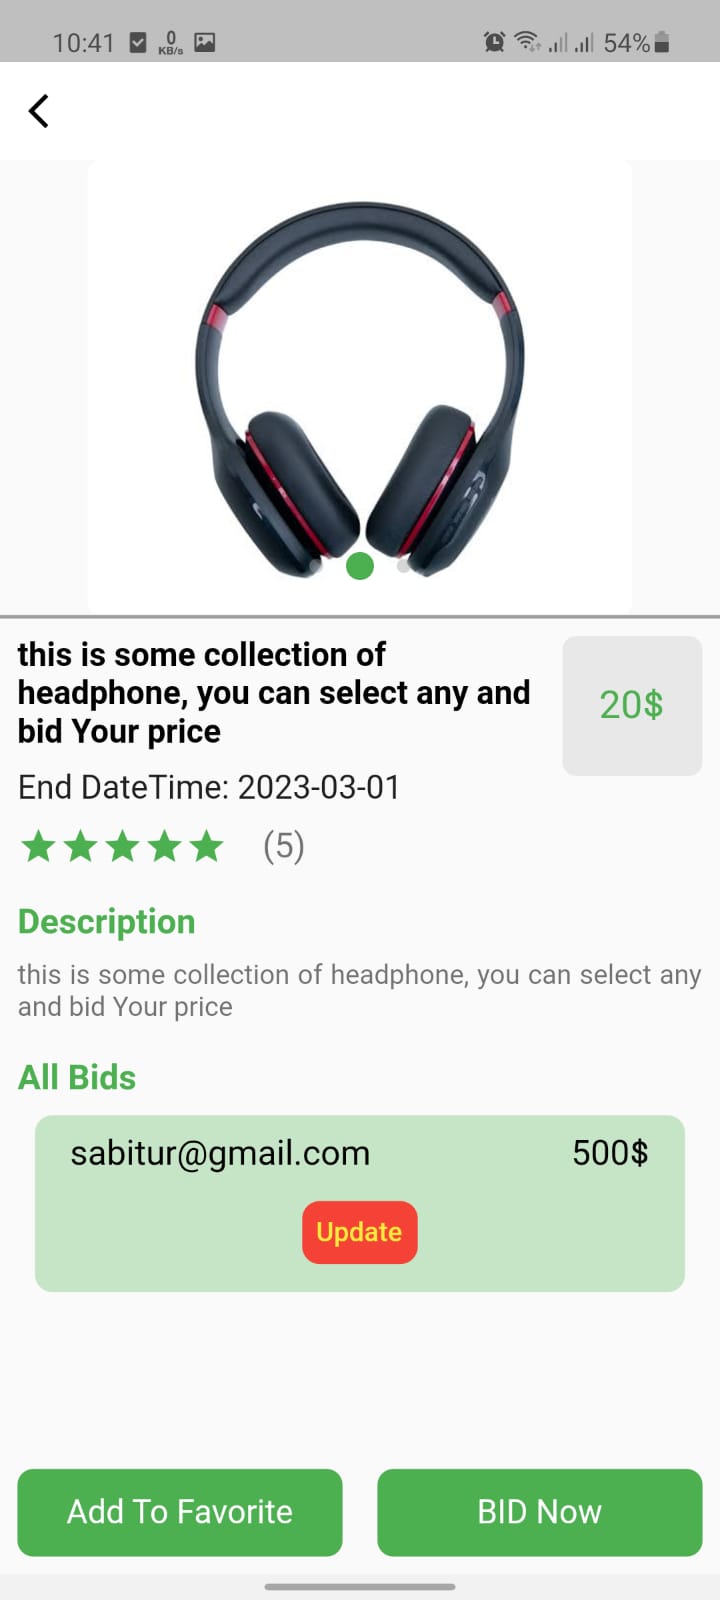 10:41 0 KB/s 54%
this is some collection of
headphone, you can select any and
bid Your price
20$
End DateTime: 2023-03-01
(5)
Description
this is some collection of headphone, you can select any
and bid Your price
All Bids
sabitur@gmail.com 500$
Update
Add To Favorite BID Now